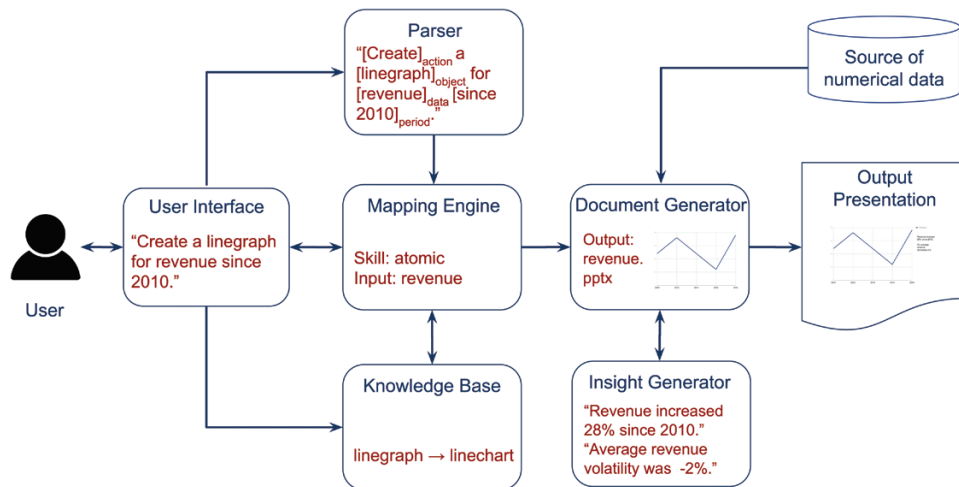 Parser
“[Create]action a
[linegraph]object for
[revenue]data [since
2010]period.”
Source of
numerical data
User Interface
“Create a linegraph
for revenue since
2010.”
User
Mapping Engine
Skill: atomic
Input: revenue
Document Generator
Output:
revenue.
pptx
Output
Presentation
Knowledge Base
linegraph → linechart
Insight Generator
“Revenue increased
28% since 2010.”
“Average revenue
volatility was -2%.”